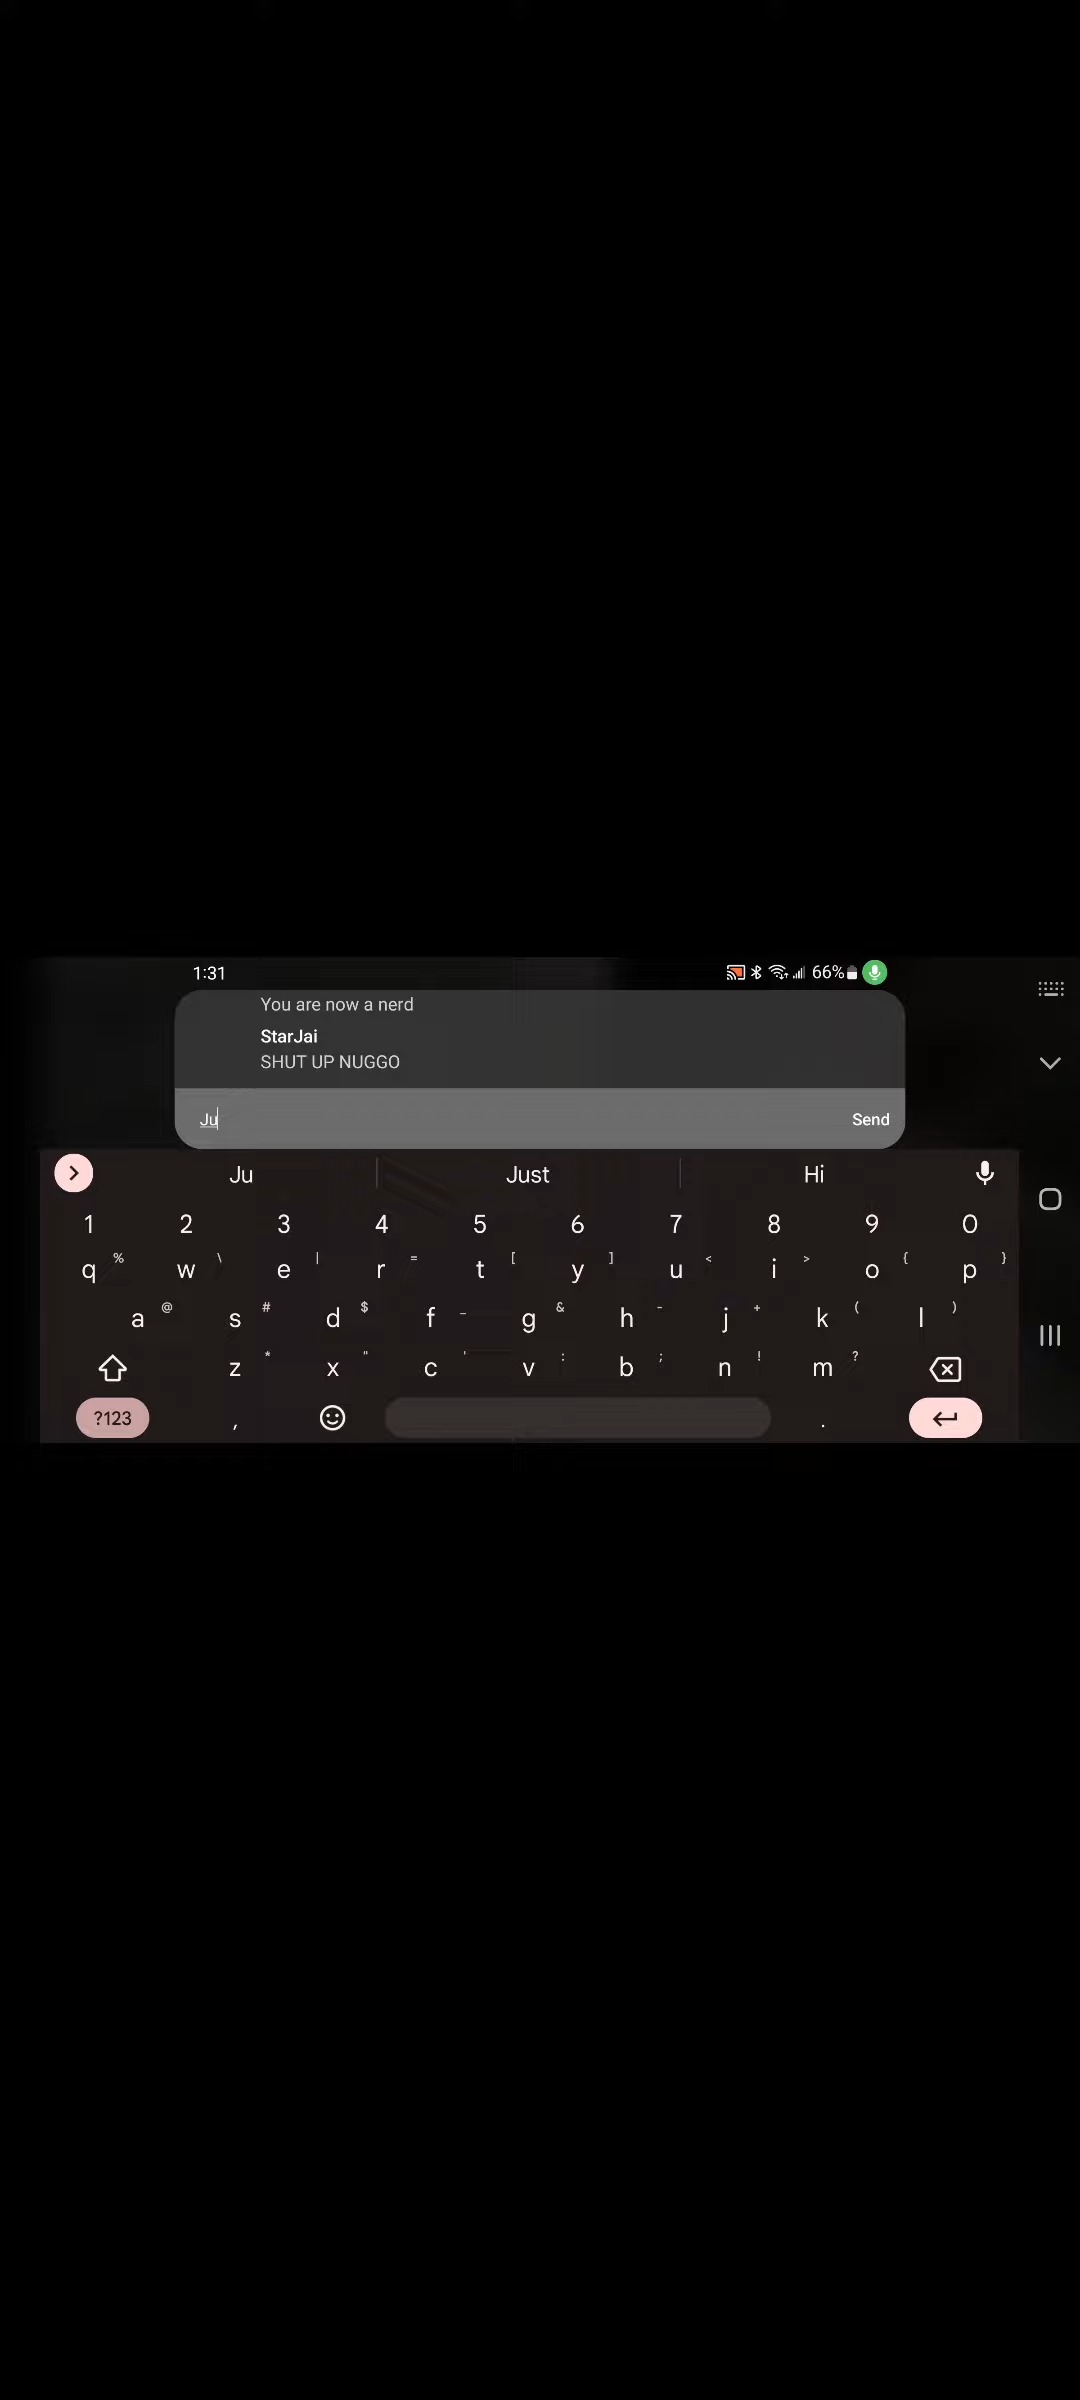 1:31 66%
You are now a nerd
StarJai
SHUT UP NUGGO
Ju Send
Ju Just Hi
1 2 3 4 5 6 7 8 9 0
q % w \ e | r = t [ y ] u < i > o { p }
a @ s # d $ f _ g & h - j + k ( l )
z * x " c ' v : b ; n ! m ?
?123 , .